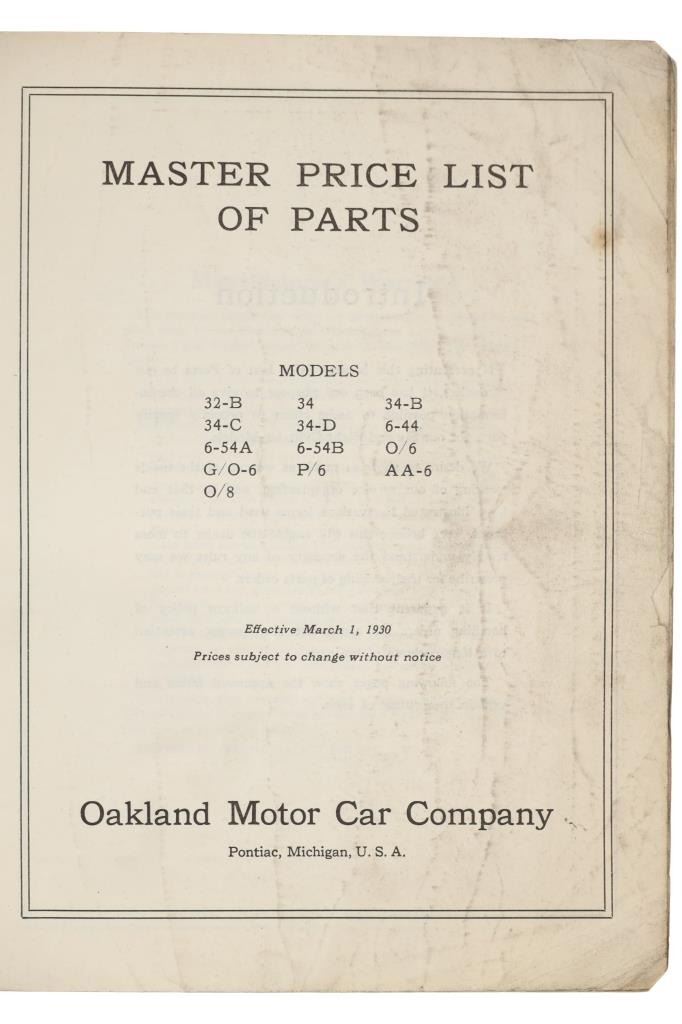 MASTER PRICE LIST
OF PARTS
Introduction
MODELS
32-B 34 34-B
34-C 34-D 6-44
6-54A 6-54B O/6
G/O-6 P/6 AA-6
O/8
Effective March 1, 1930
Prices subject to change without notice
Oakland Motor Car Company
Pontiac, Michigan, U. S. A.